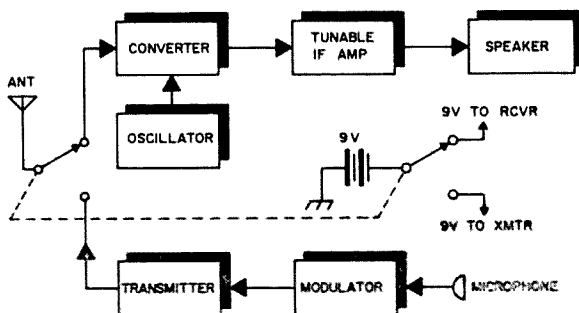 CONVERTER
TUNABLE
IF AMP
SPEAKER
ANT
OSCILLATOR
9V
9V TO RCVR
9V TO XMTR
TRANSMITTER
MODULATOR
MICROPHONE